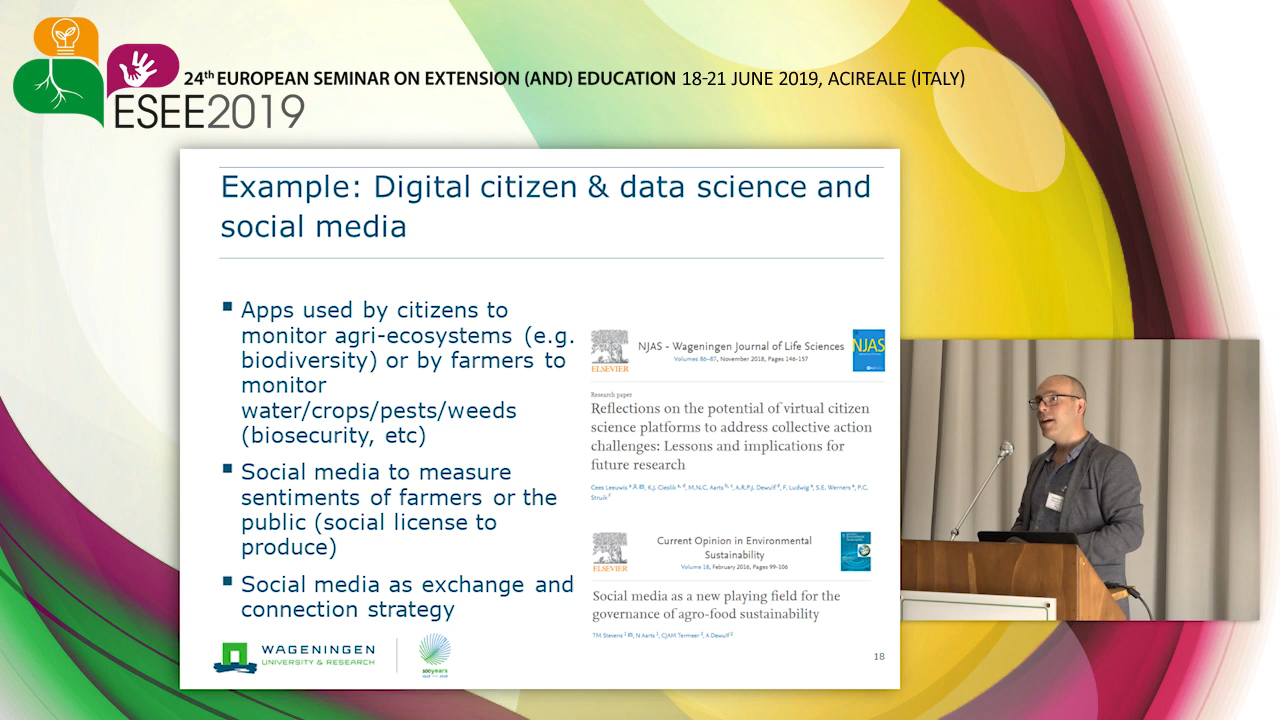 24th EUROPEAN SEMINAR ON EXTENSION (AND) EDUCATION 18-21 JUNE 2019, ACIREALE (ITALY)
ESEE2019
Example: Digital citizen & data science and
social media
▪ Apps used by citizens to
monitor agri-ecosystems (e.g.
biodiversity) or by farmers to
monitor
water/crops/pests/weeds
(biosecurity, etc)
▪ Social media to measure
sentiments of farmers or the
public (social license to
produce)
▪ Social media as exchange and
connection strategy
ELSEVIER
NJAS - Wageningen Journal of Life Sciences
Volumes 86–87, November 2018, Pages 146-157
NJAS
Research paper
Reflections on the potential of virtual citizen
science platforms to address collective action
challenges: Lessons and implications for
future research
Cees Leeuwis, K.J. Cieslik, M.N.C. Aarts, A.R.P.J. Dewulf, F. Ludwig, S.E. Werners, P.C.
Struik
ELSEVIER
Current Opinion in Environmental
Sustainability
Volume 18, February 2016, Pages 99-106
Social media as a new playing field for the
governance of agro-food sustainability
TM Stevens, N Aarts, CJAM Termeer, A Dewulf
WAGENINGEN
UNIVERSITY & RESEARCH
100years
18